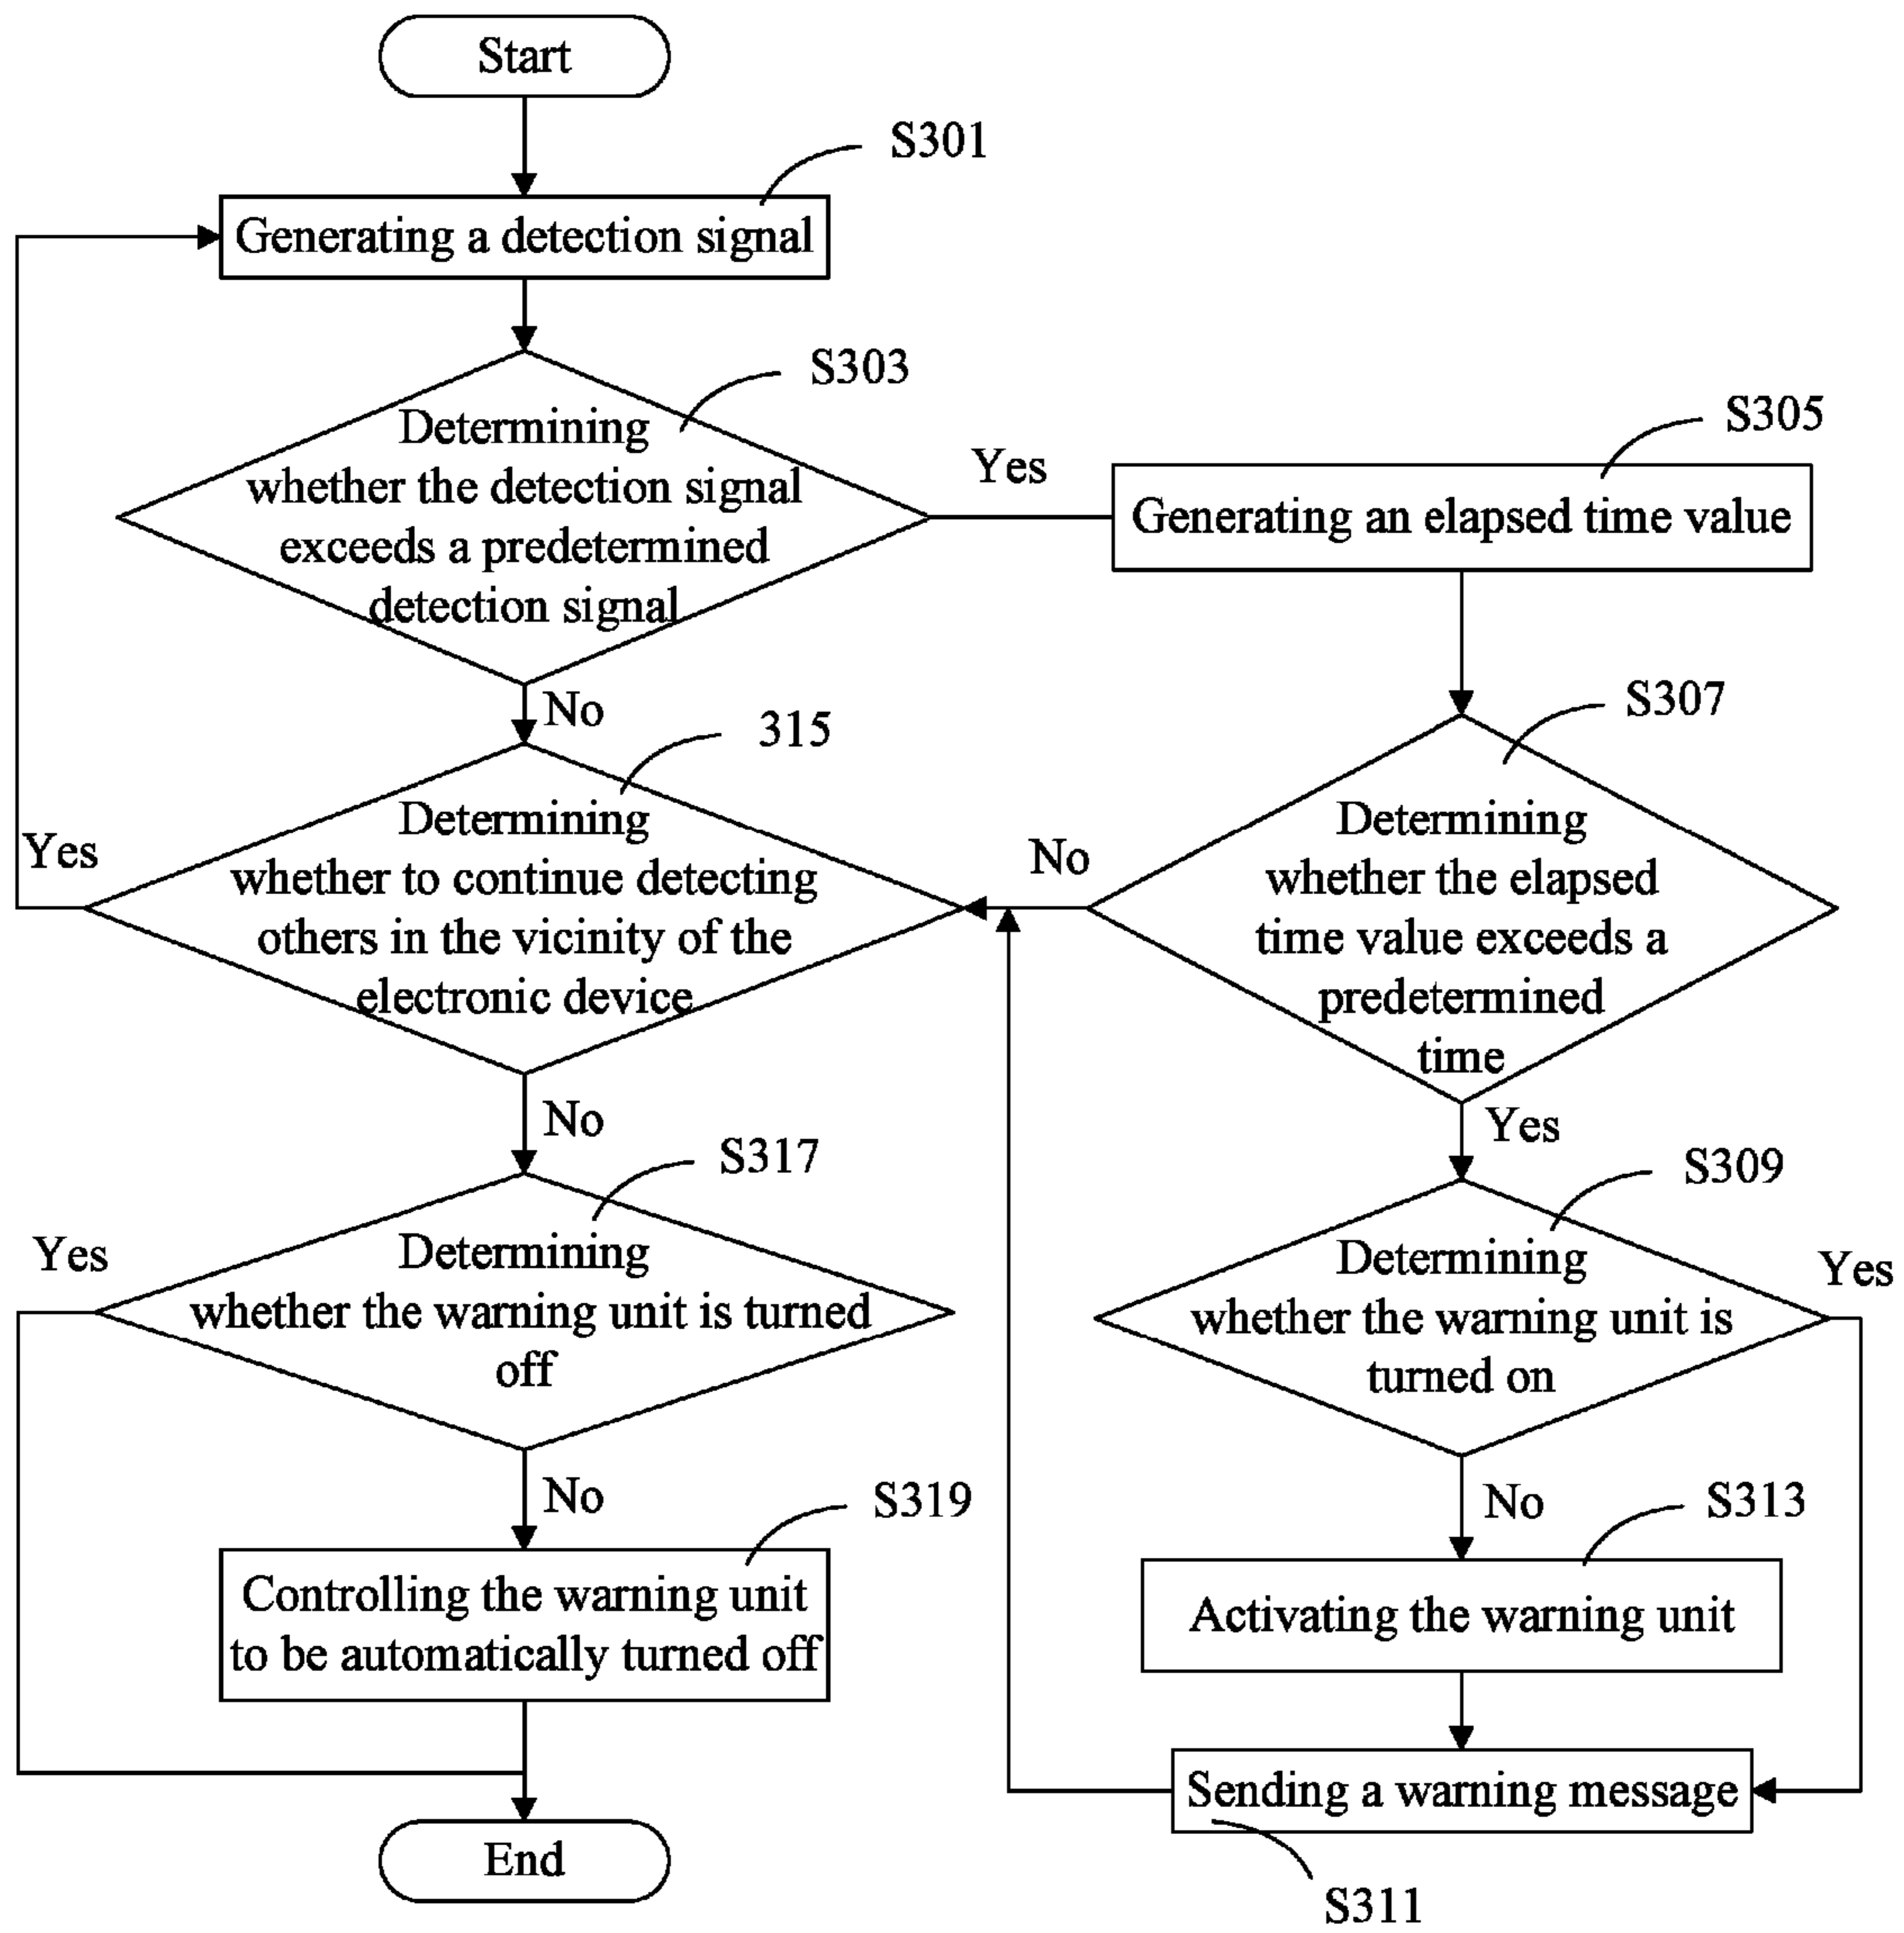 Start
S301
Generating a detection signal
S303
Determining
whether the detection signal
exceeds a predetermined
detection signal
Yes
S305
Generating an elapsed time value
No
315
Determining
whether to continue detecting
others in the vicinity of the
electronic device
Yes
S307
Determining
whether the elapsed
time value exceeds a
predetermined
time
No
Yes
No
S317
Determining
whether the warning unit is turned
off
Yes
S309
Determining
whether the warning unit is
turned on
Yes
No
S319
Controlling the warning unit
to be automatically turned off
No
S313
Activating the warning unit
Sending a warning message
S311
End